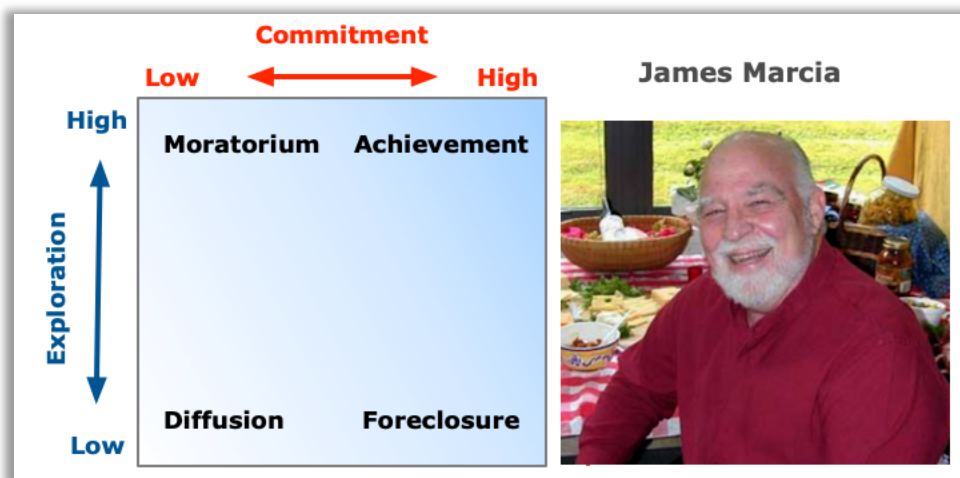 Commitment
Low High
James Marcia
High
Moratorium Achievement
Exploration
Diffusion Foreclosure
Low